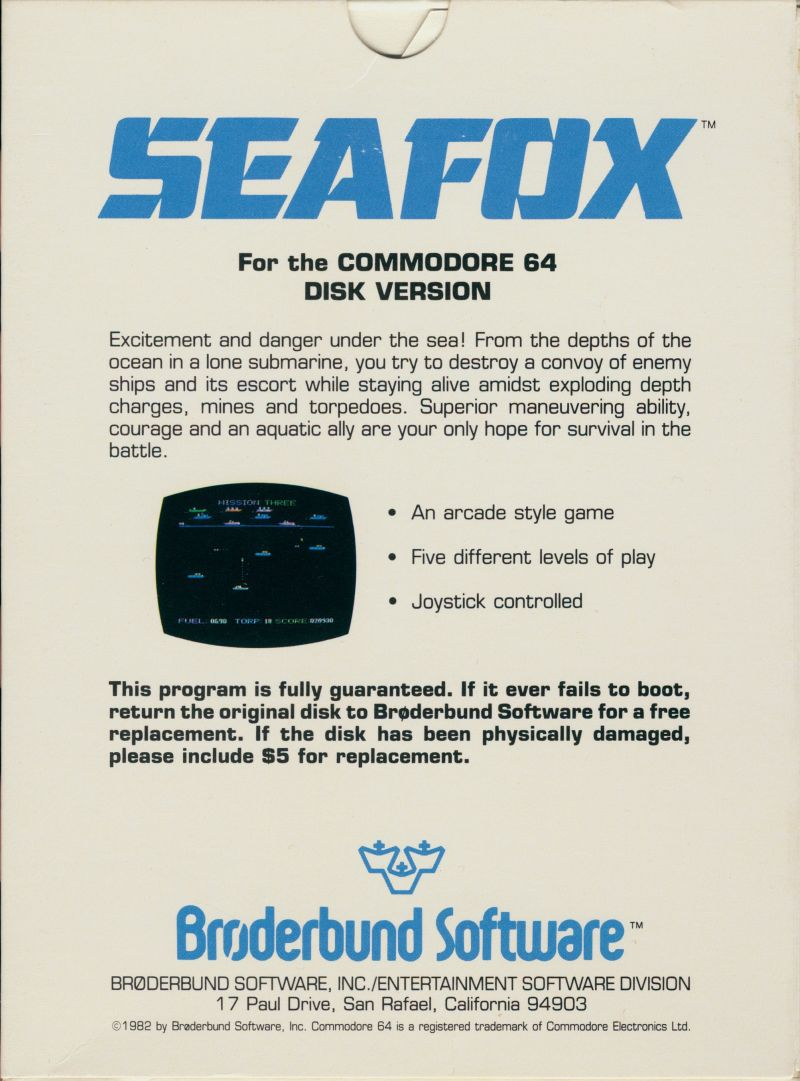 SEAFOX™
For the COMMODORE 64
DISK VERSION
Excitement and danger under the sea! From the depths of the
ocean in a lone submarine, you try to destroy a convoy of enemy
ships and its escort while staying alive amidst exploding depth
charges, mines and torpedoes. Superior maneuvering ability,
courage and an aquatic ally are your only hope for survival in the
battle.
MISSION THREE
FUEL: 0690 TORP: 18 SCORE 020930
• An arcade style game
• Five different levels of play
• Joystick controlled
This program is fully guaranteed. If it ever fails to boot,
return the original disk to Brøderbund Software for a free
replacement. If the disk has been physically damaged,
please include $5 for replacement.
Brøderbund Software™
BRØDERBUND SOFTWARE, INC./ENTERTAINMENT SOFTWARE DIVISION
17 Paul Drive, San Rafael, California 94903
©1982 by Brøderbund Software, Inc. Commodore 64 is a registered trademark of Commodore Electronics Ltd.